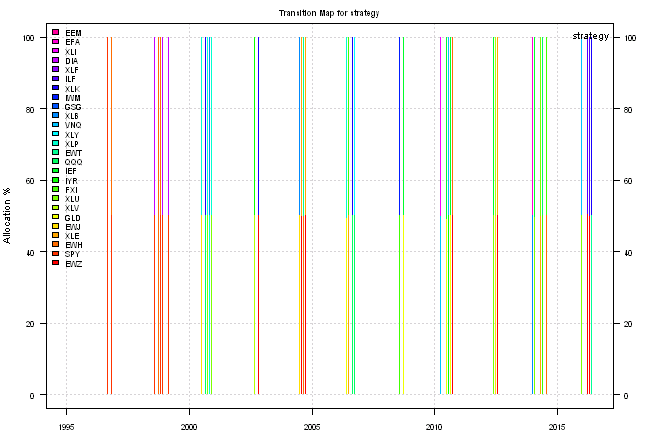 Transition Map for strategy
strategy
Allocation %
100
80
60
40
20
0
EEM
EFA
XLI
DIA
XLF
ILF
XLK
IWM
GSG
XLB
VNQ
XLY
XLP
EWT
QQQ
IEF
IYR
FXI
XLU
XLV
GLD
EWJ
XLE
EWH
SPY
EWZ
100
80
60
40
20
0
1995 2000 2005 2010 2015